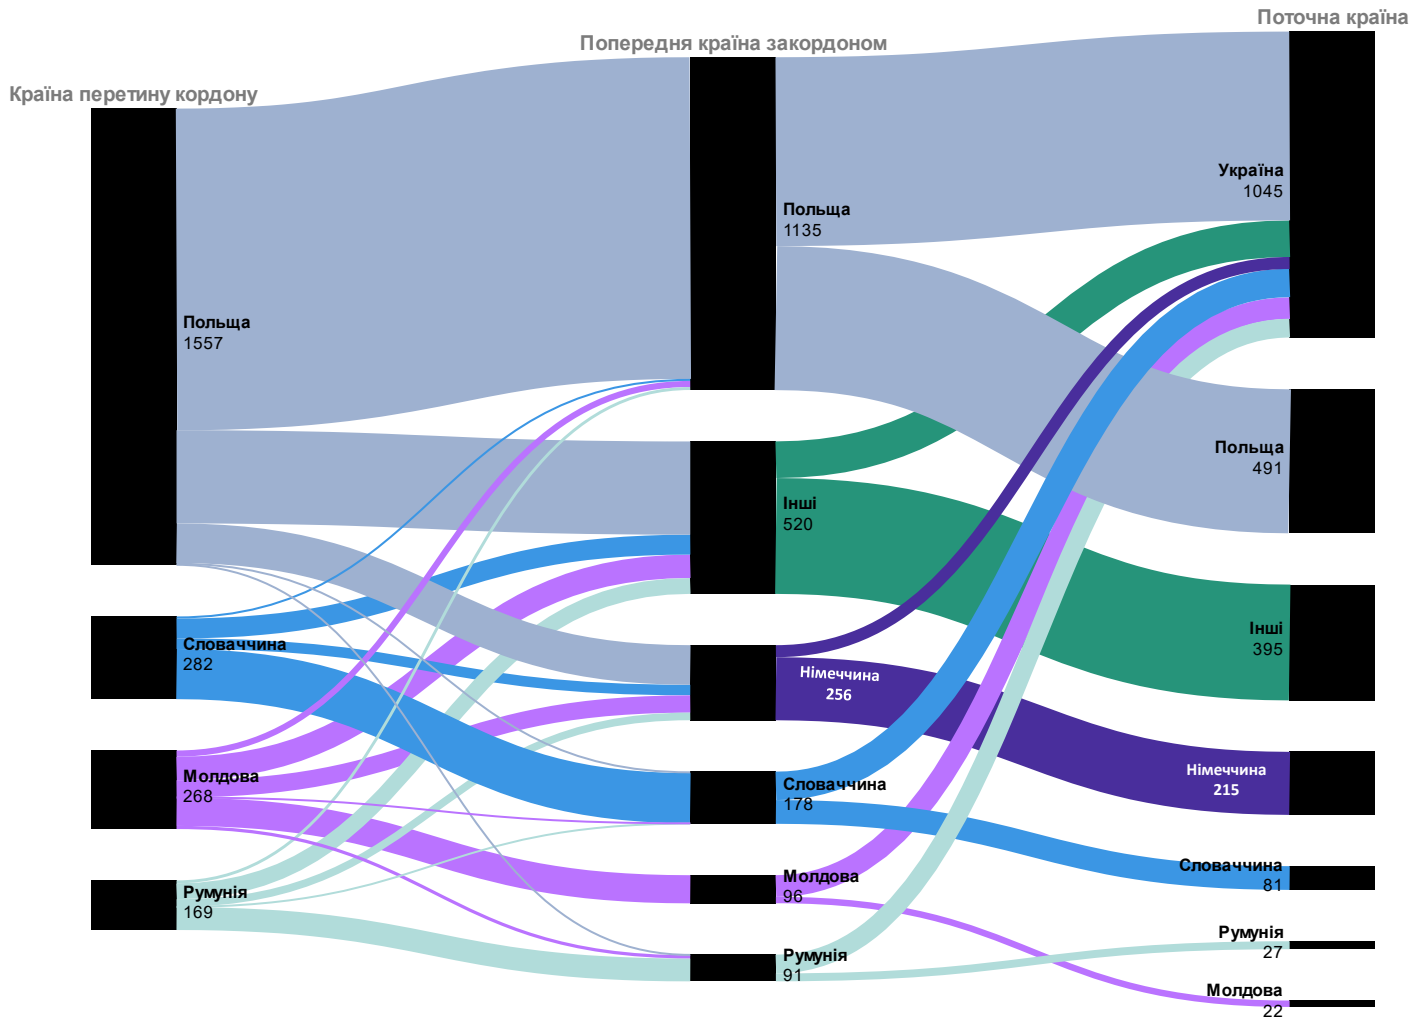 Поточна країна
Попередня країна закордоном
Країна перетину кордону
Україна
1045
Польща
1135
Польща
1557
Польща
491
Інші
520
Інші
395
Словаччина
282
Німеччина
256
Німеччина
215
Молдова
268
Словаччина
178
Словаччина
81
Молдова
96
Румунія
169
Румунія
27
Румунія
91
Молдова
22